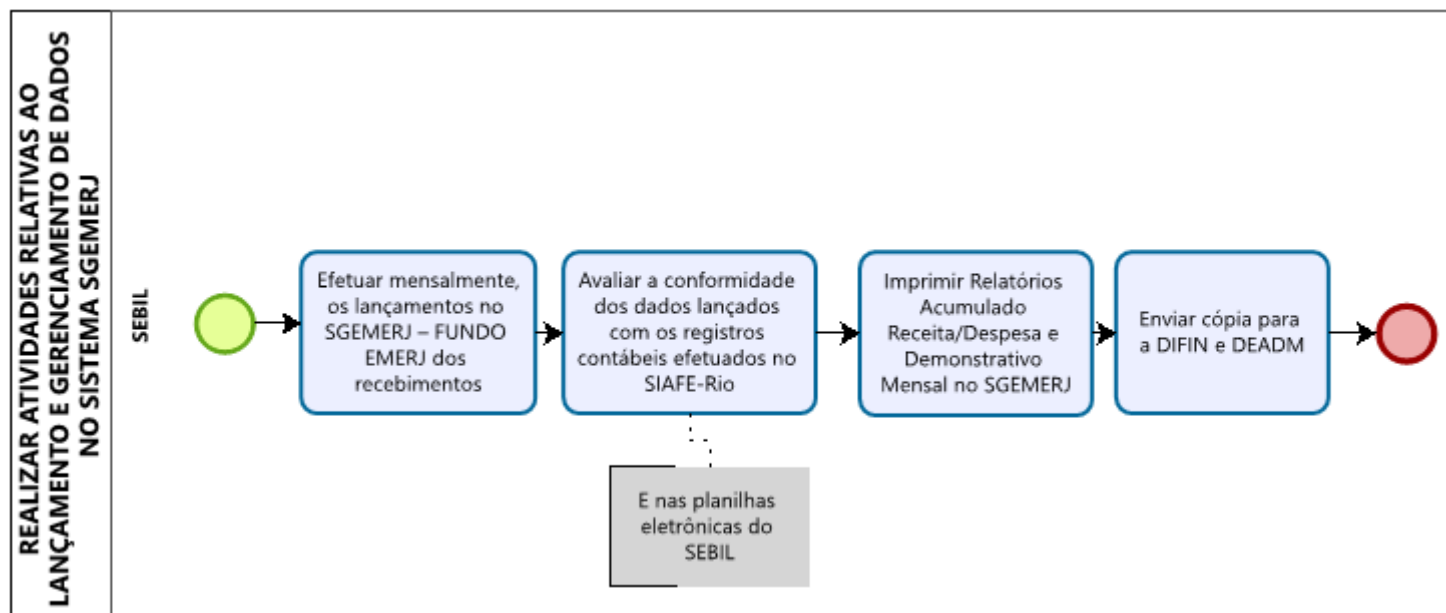 REALIZAR ATIVIDADES RELATIVAS AO
LANÇAMENTO E GERENCIAMENTO DE DADOS
NO SISTEMA SGEMERJ
SEBIL
Efetuar mensalmente,
os lançamentos no
SGEMERJ – FUNDO
EMERJ dos
recebimentos
Avaliar a conformidade
dos dados lançados
com os registros
contábeis efetuados no
SIAFE-Rio
Imprimir Relatórios
Acumulado
Receita/Despesa e
Demonstrativo
Mensal no SGEMERJ
Enviar cópia para
a DIFIN e DEADM
E nas planilhas
eletrônicas do
SEBIL